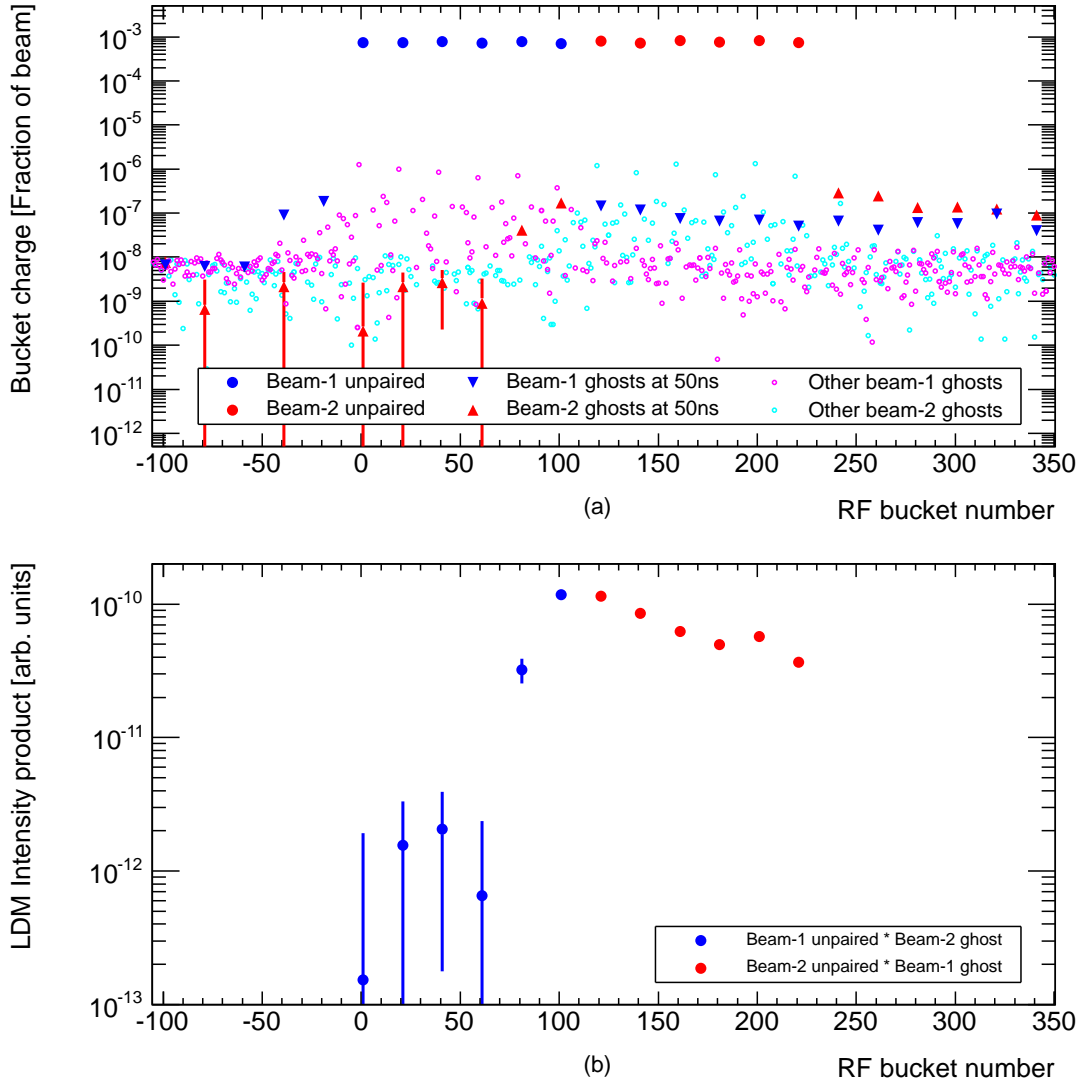 Bucket charge [Fraction of beam]
10⁻³
10⁻⁴
10⁻⁵
10⁻⁶
10⁻⁷
10⁻⁸
10⁻⁹
10⁻¹⁰
10⁻¹¹
10⁻¹²
Beam-1 unpaired Beam-1 ghosts at 50ns Other beam-1 ghosts
Beam-2 unpaired Beam-2 ghosts at 50ns Other beam-2 ghosts
-100 -50 0 50 100 150 200 250 300 350
(a)
RF bucket number
LDM Intensity product [arb. units]
10⁻¹⁰
10⁻¹¹
10⁻¹²
10⁻¹³
Beam-1 unpaired * Beam-2 ghost
Beam-2 unpaired * Beam-1 ghost
-100 -50 0 50 100 150 200 250 300 350
(b)
RF bucket number